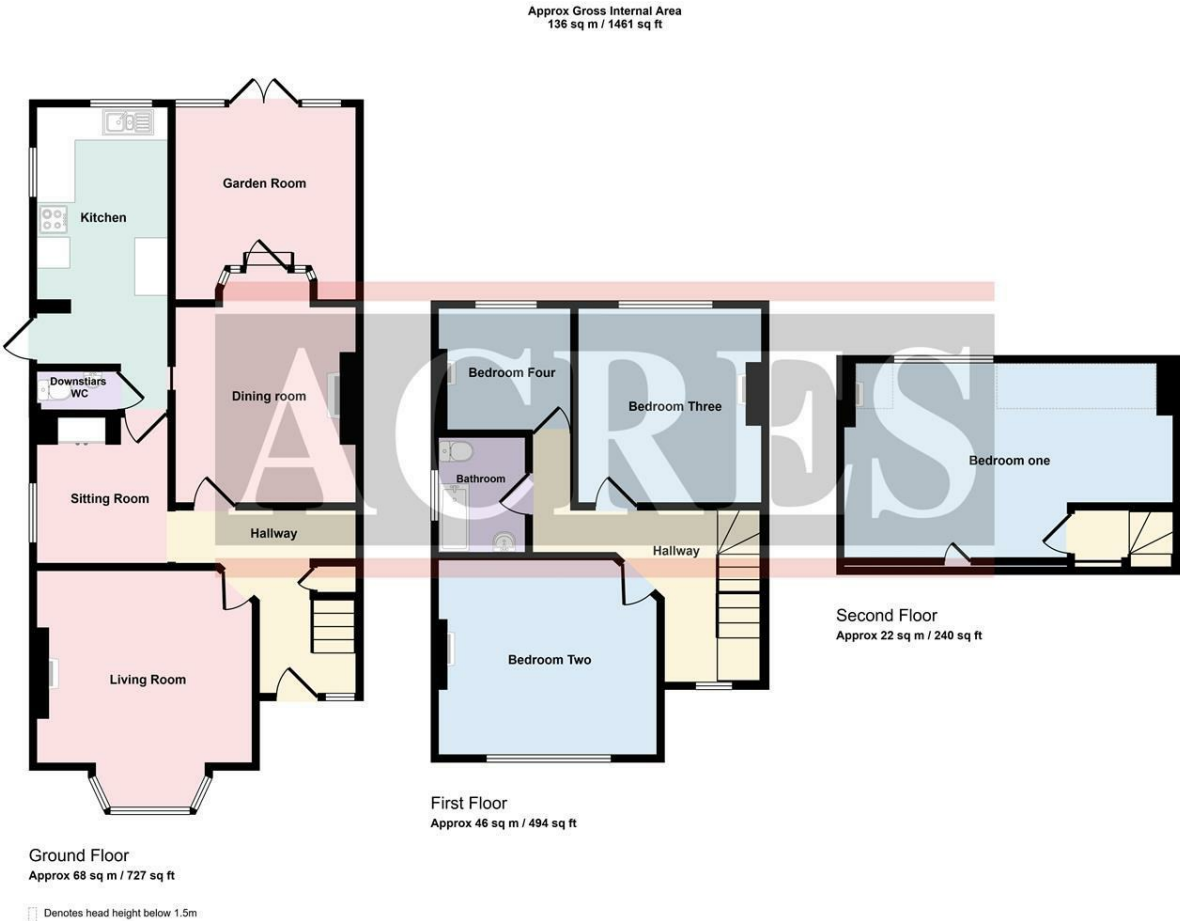 Approx Gross Internal Area
136 sq m / 1461 sq ft
Garden Room
Kitchen
Downstiars
WC
Dining room
Sitting Room
Hallway
Living Room
Ground Floor
Approx 68 sq m / 727 sq ft
Denotes head height below 1.5m
Bedroom Four
Bedroom Three
Bathroom
Hallway
Bedroom Two
First Floor
Approx 46 sq m / 494 sq ft
Bedroom one
Second Floor
Approx 22 sq m / 240 sq ft
ACRES